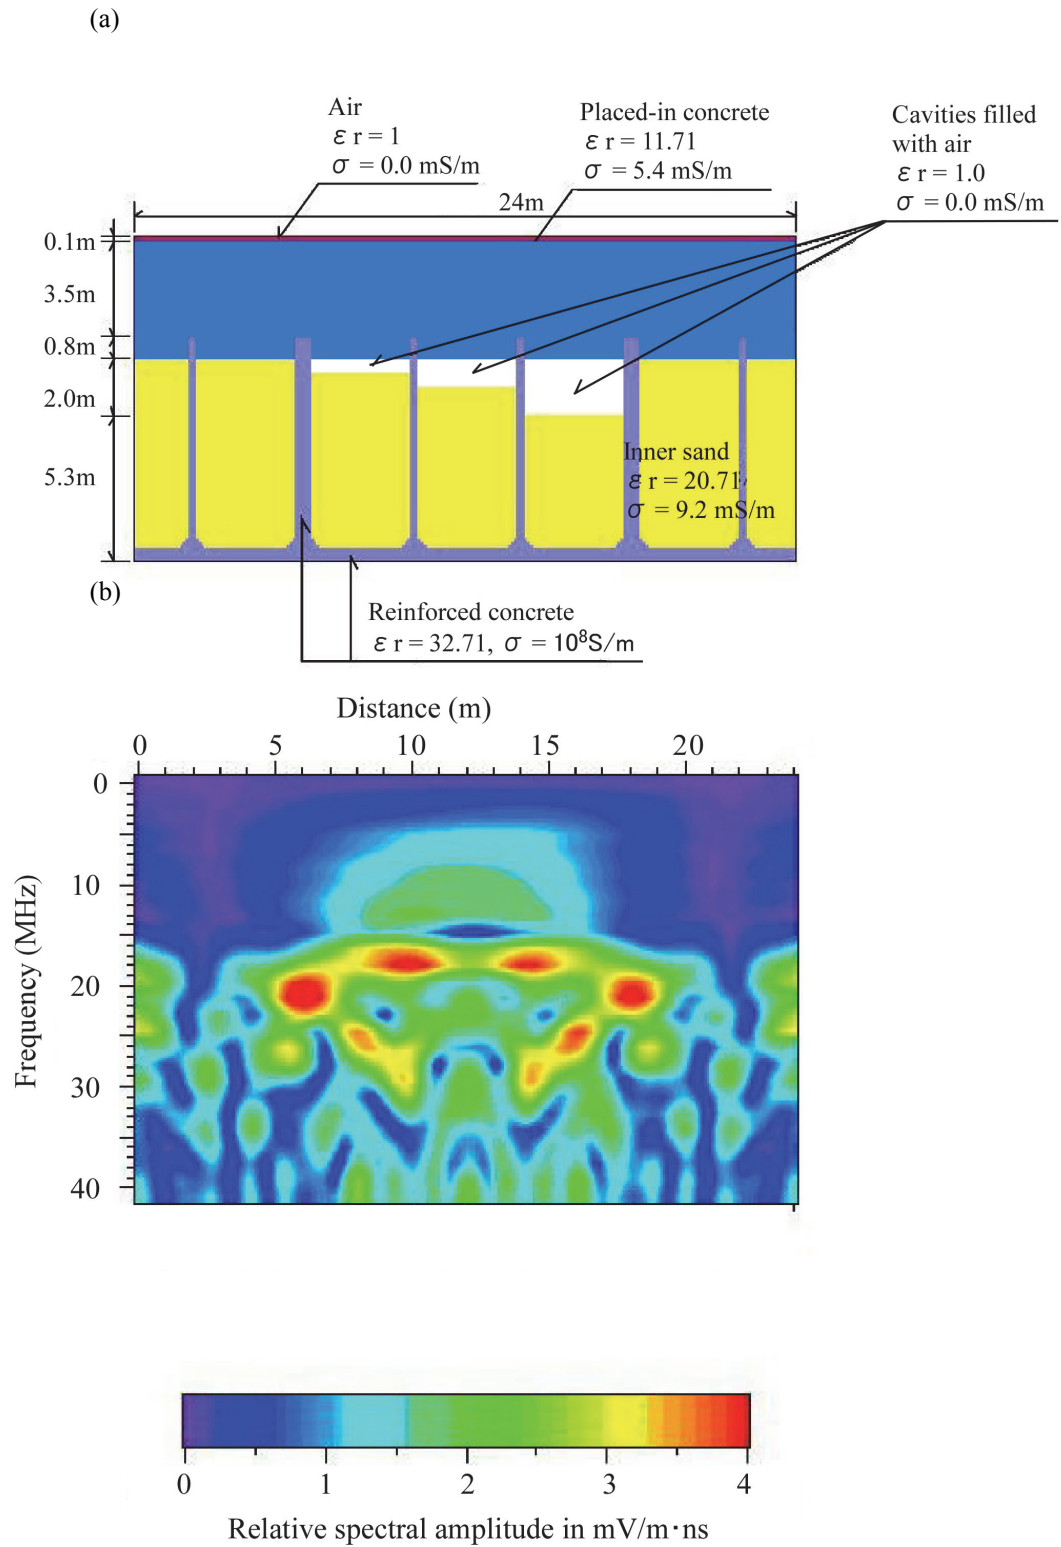 (a)
Air
ε r = 1
σ = 0.0 mS/m
Placed-in concrete
ε r = 11.71
σ = 5.4 mS/m
Cavities filled
with air
ε r = 1.0
σ = 0.0 mS/m
24m
0.1m
3.5m
0.8m
2.0m
5.3m
Inner sand
ε r = 20.71
σ = 9.2 mS/m
(b)
Reinforced concrete
ε r = 32.71, σ = 10⁸S/m
Distance (m)
0 5 10 15 20
Frequency (MHz)
0
10
20
30
40
0 1 2 3 4
Relative spectral amplitude in mV/m·ns